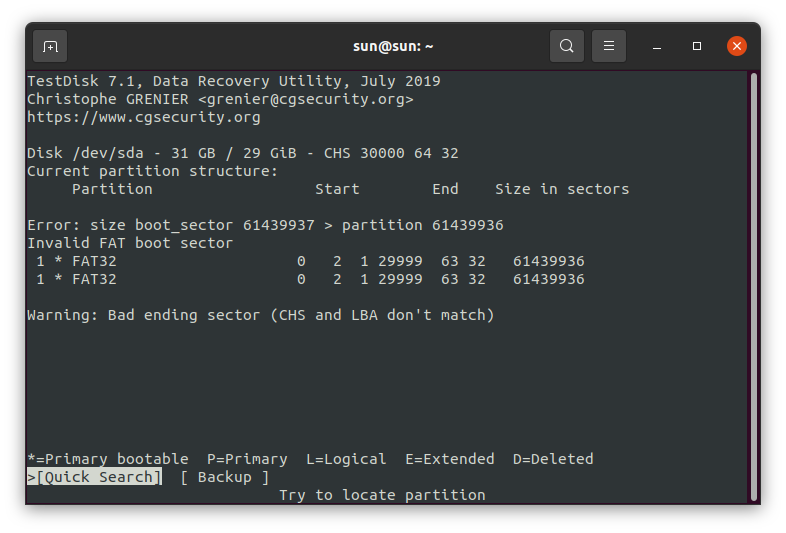 sun@sun: ~
TestDisk 7.1, Data Recovery Utility, July 2019
Christophe GRENIER <grenier@cgsecurity.org>
https://www.cgsecurity.org
Disk /dev/sda - 31 GB / 29 GiB - CHS 30000 64 32
Current partition structure:
     Partition                  Start        End    Size in sectors
Error: size boot_sector 61439937 > partition 61439936
Invalid FAT boot sector
 1 * FAT32                    0   2  1 29999  63 32   61439936
 1 * FAT32                    0   2  1 29999  63 32   61439936
Warning: Bad ending sector (CHS and LBA don't match)
*=Primary bootable  P=Primary  L=Logical  E=Extended  D=Deleted
>[Quick Search]  [ Backup ]
                            Try to locate partition